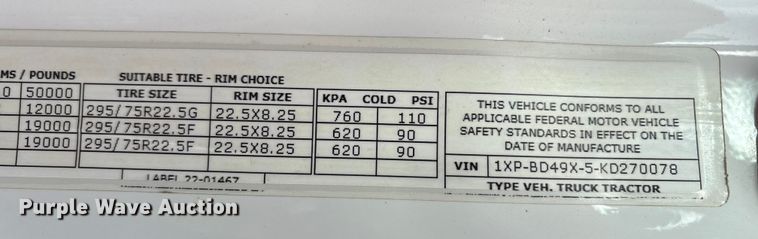 MS / POUNDS SUITABLE TIRE - RIM CHOICE
0 50000 TIRE SIZE RIM SIZE KPA COLD PSI
12000 295/75R22.5G 22.5X8.25 760 110
19000 295/75R22.5F 22.5X8.25 620 90
19000 295/75R22.5F 22.5X8.25 620 90
LABEL 22-01467
THIS VEHICLE CONFORMS TO ALL
APPLICABLE FEDERAL MOTOR VEHICLE
SAFETY STANDARDS IN EFFECT ON THE
DATE OF MANUFACTURE
VIN 1XP-BD49X-5-KD270078
TYPE VEH. TRUCK TRACTOR
Purple Wave Auction